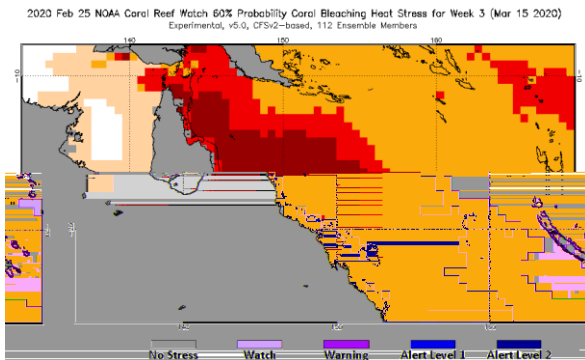 2020 Feb 25 NOAA Coral Reef Watch 60% Probability Coral Bleaching Heat Stress for Week 3 (Mar 15 2020)
Experimental, v5.0, CFSv2-based, 112 Ensemble Members
140 150 160
-10
No Stress Watch Warning Alert Level 1 Alert Level 2